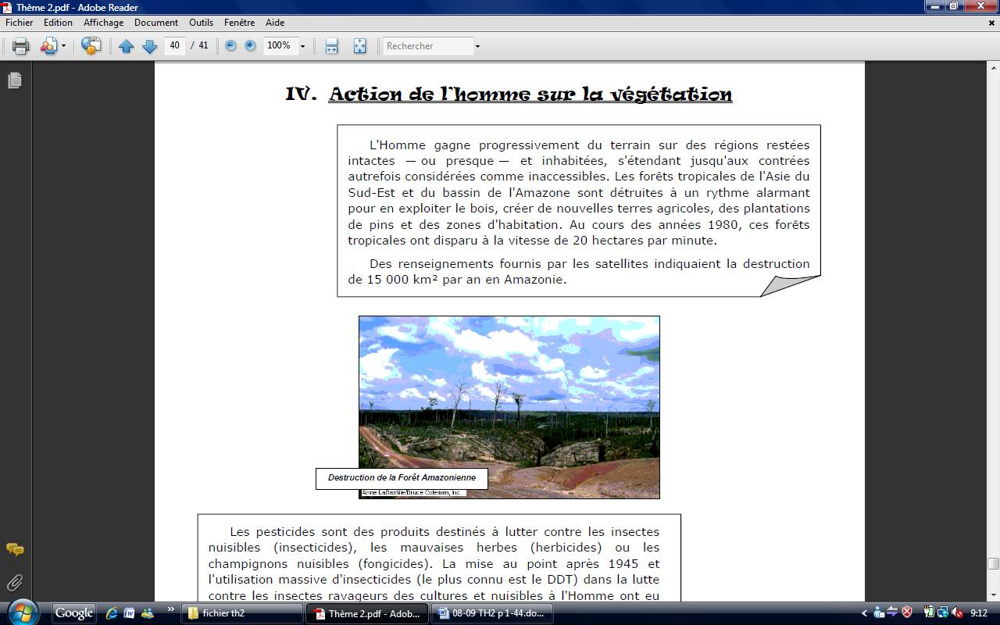 Thème 2.pdf - Adobe Reader
Fichier Edition Affichage Document Outils Fenêtre Aide
40 / 41 100% Rechercher
IV. Action de l'homme sur la végétation
L'Homme gagne progressivement du terrain sur des régions restées
intactes — ou presque — et inhabitées, s'étendant jusqu'aux contrées
autrefois considérées comme inaccessibles. Les forêts tropicales de l'Asie du
Sud-Est et du bassin de l'Amazone sont détruites à un rythme alarmant
pour en exploiter le bois, créer de nouvelles terres agricoles, des plantations
de pins et des zones d'habitation. Au cours des années 1980, ces forêts
tropicales ont disparu à la vitesse de 20 hectares par minute.
Des renseignements fournis par les satellites indiquaient la destruction
de 15 000 km² par an en Amazonie.
Destruction de la Forêt Amazonienne
Anne LaBastille/Bruce Coleman, Inc.
Les pesticides sont des produits destinés à lutter contre les insectes
nuisibles (insecticides), les mauvaises herbes (herbicides) ou les
champignons nuisibles (fongicides). La mise au point après 1945 et
l'utilisation massive d'insecticides (le plus connu est le DDT) dans la lutte
contre les insectes ravageurs des cultures et nuisibles à l'Homme ont eu
Google » fichier th2 Thème 2.pdf - Adob... 08-09 TH2 p 1-44.do... 9:12